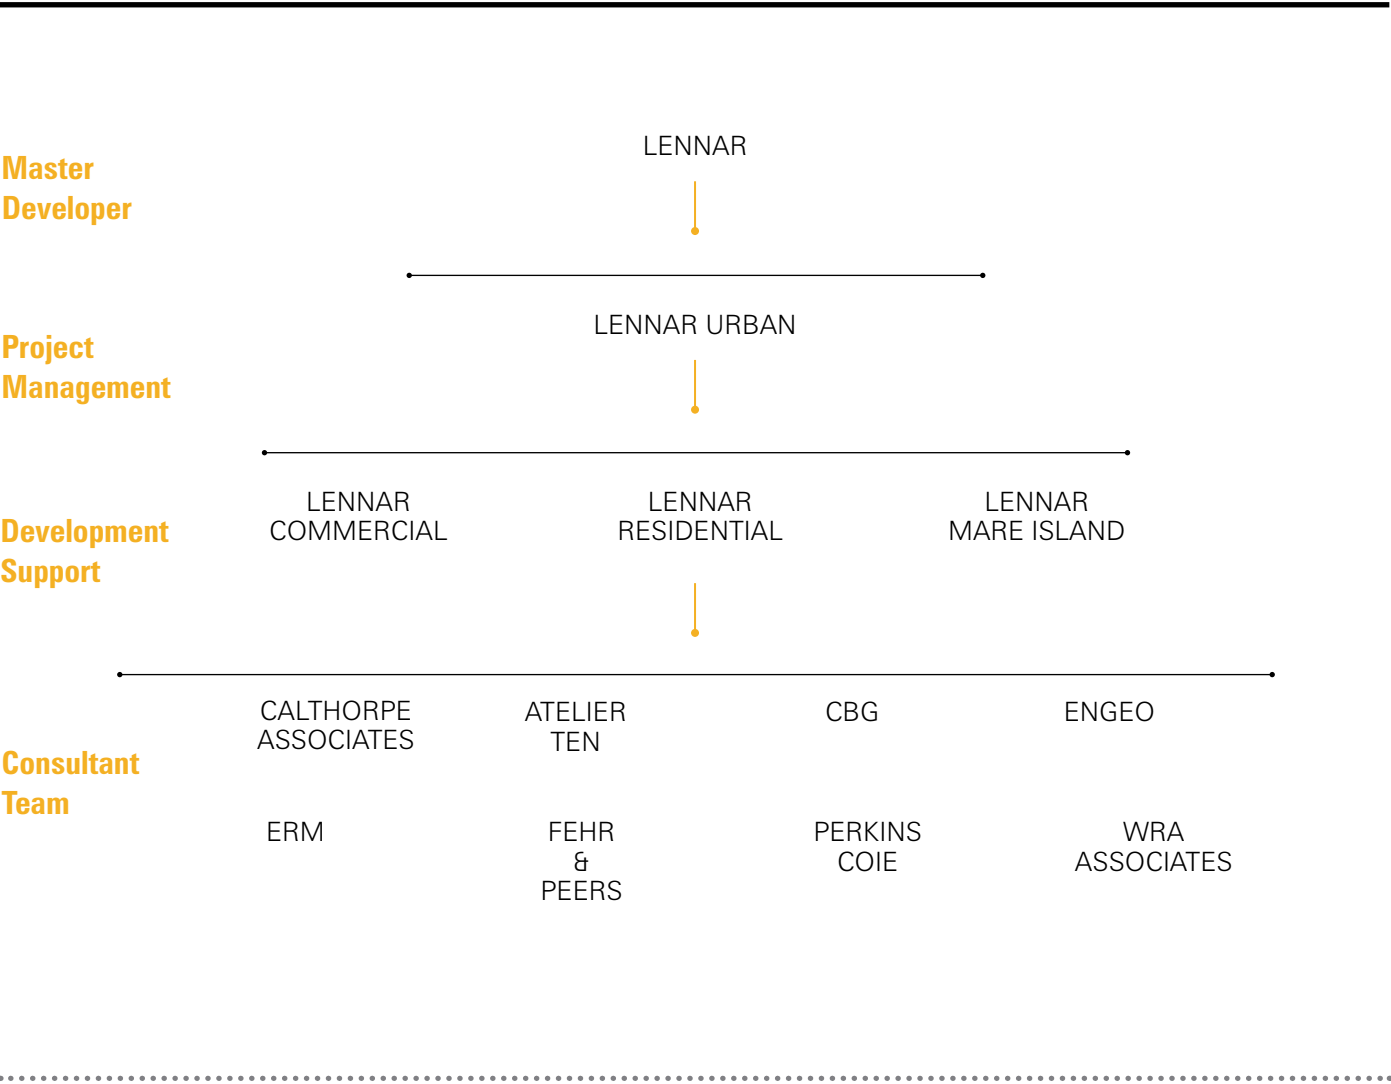 Master
Developer
LENNAR
Project
Management
LENNAR URBAN
Development
Support
LENNAR
COMMERCIAL
LENNAR
RESIDENTIAL
LENNAR
MARE ISLAND
Consultant
Team
CALTHORPE
ASSOCIATES
ATELIER
TEN
CBG
ENGEO
ERM
FEHR
&
PEERS
PERKINS
COIE
WRA
ASSOCIATES